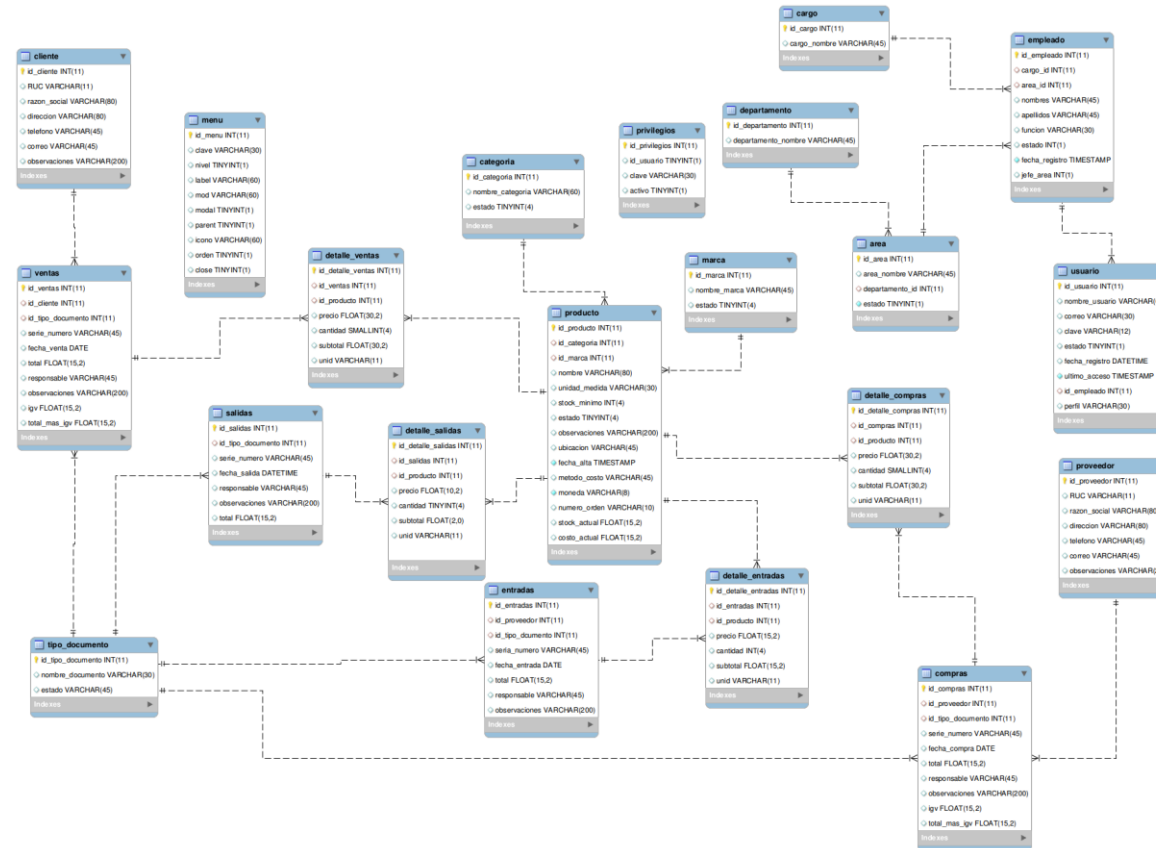 cliente
id_cliente INT(11)
RUC VARCHAR(11)
razon_social VARCHAR(80)
direccion VARCHAR(80)
telefono VARCHAR(45)
correo VARCHAR(45)
observaciones VARCHAR(200)
Indexes
menu
id_menu INT(11)
clave VARCHAR(30)
nivel TINYINT(1)
label VARCHAR(60)
mod VARCHAR(60)
modal TINYINT(1)
parent TINYINT(1)
icono VARCHAR(60)
orden TINYINT(1)
close TINYINT(1)
Indexes
categoria
id_categoria INT(11)
nombre_categoria VARCHAR(60)
estado TINYINT(4)
Indexes
privilegios
id_privilegios INT(11)
id_usuario TINYINT(1)
clave VARCHAR(30)
activo TINYINT(1)
Indexes
departamento
id_departamento INT(11)
departamento_nombre VARCHAR(45)
Indexes
cargo
id_cargo INT(11)
cargo_nombre VARCHAR(45)
Indexes
empleado
id_empleado INT(11)
cargo_id INT(11)
area_id INT(11)
nombres VARCHAR(45)
apellidos VARCHAR(45)
funcion VARCHAR(30)
estado INT(1)
fecha_registro TIMESTAMP
jefe_area INT(1)
Indexes
ventas
id_ventas INT(11)
id_cliente INT(11)
id_tipo_documento INT(11)
serie_numero VARCHAR(45)
fecha_venta DATE
total FLOAT(15,2)
responsable VARCHAR(45)
observaciones VARCHAR(200)
igv FLOAT(15,2)
total_mas_igv FLOAT(15,2)
Indexes
detalle_ventas
id_detalle_ventas INT(11)
id_ventas INT(11)
id_producto INT(11)
precio FLOAT(30,2)
cantidad SMALLINT(4)
subtotal FLOAT(30,2)
unid VARCHAR(11)
Indexes
marca
id_marca INT(11)
nombre_marca VARCHAR(45)
estado TINYINT(4)
Indexes
area
id_area INT(11)
area_nombre VARCHAR(45)
departamento_id INT(11)
estado TINYINT(1)
Indexes
usuario
id_usuario INT(11)
nombre_usuario VARCHAR(
correo VARCHAR(30)
clave VARCHAR(12)
estado TINYINT(1)
fecha_registro DATETIME
ultimo_acceso TIMESTAMP
id_empleado INT(11)
perfil VARCHAR(30)
Indexes
producto
id_producto INT(11)
id_categoria INT(11)
id_marca INT(11)
nombre VARCHAR(80)
unidad_medida VARCHAR(30)
stock_minimo INT(4)
estado TINYINT(4)
observaciones VARCHAR(200)
ubicacion VARCHAR(45)
fecha_alta TIMESTAMP
metodo_costo VARCHAR(45)
moneda VARCHAR(8)
numero_orden VARCHAR(10)
stock_actual FLOAT(15,2)
costo_actual FLOAT(15,2)
Indexes
salidas
id_salidas INT(11)
id_tipo_documento INT(11)
serie_numero VARCHAR(45)
fecha_salida DATETIME
responsable VARCHAR(45)
observaciones VARCHAR(200)
total FLOAT(15,2)
Indexes
detalle_salidas
id_detalle_salidas INT(11)
id_salidas INT(11)
id_producto INT(11)
precio FLOAT(10,2)
cantidad TINYINT(4)
subtotal FLOAT(2,0)
unid VARCHAR(11)
Indexes
detalle_compras
id_detalle_compras INT(11)
id_compras INT(11)
id_producto INT(11)
precio FLOAT(30,2)
cantidad SMALLINT(4)
subtotal FLOAT(30,2)
unid VARCHAR(11)
Indexes
proveedor
id_proveedor INT(11)
RUC VARCHAR(11)
razon_social VARCHAR(80)
direccion VARCHAR(80)
telefono VARCHAR(45)
correo VARCHAR(45)
observaciones VARCHAR(2
Indexes
tipo_documento
id_tipo_documento INT(11)
nombre_documento VARCHAR(30)
estado VARCHAR(45)
Indexes
entradas
id_entradas INT(11)
id_proveedor INT(11)
id_tipo_dcumento INT(11)
seria_numero VARCHAR(45)
fecha_entrada DATE
total FLOAT(15,2)
responsable VARCHAR(45)
observaciones VARCHAR(200)
Indexes
detalle_entradas
id_detalle_entradas INT(11)
id_entradas INT(11)
id_producto INT(11)
precio FLOAT(15,2)
cantidad INT(4)
subtotal FLOAT(15,2)
unid VARCHAR(11)
Indexes
compras
id_compras INT(11)
id_proveedor INT(11)
id_tipo_documento INT(11)
serie_numero VARCHAR(45)
fecha_compra DATE
total FLOAT(15,2)
responsable VARCHAR(45)
observaciones VARCHAR(200)
igv FLOAT(15,2)
total_mas_igv FLOAT(15,2)
Indexes